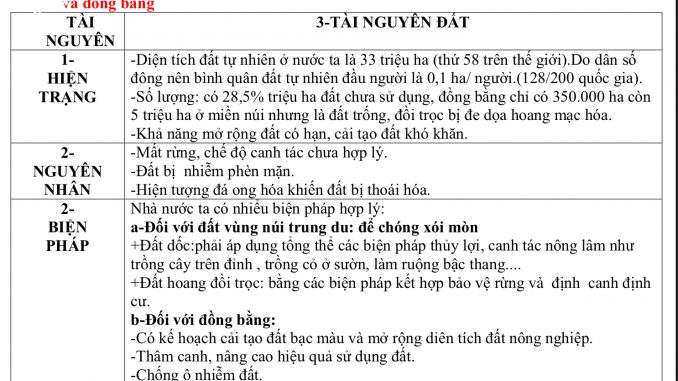 và đồng bằng
TÀI NGUYÊN
3-TÀI NGUYÊN ĐẤT
1-
HIỆN
TRẠNG
-Diện tích đất tự nhiên ở nước ta là 33 triệu ha (thứ 58 trên thế giới).Do dân số
đông nên bình quân đất tự nhiên đầu người là 0,1 ha/ người.(128/200 quốc gia).
-Số lượng: có 28,5% triệu ha đất chưa sử dụng, đồng bằng chỉ có 350.000 ha còn
5 triệu ha ở miền núi nhưng là đất trống, đồi trọc bị đe dọa hoang mạc hóa.
-Khả năng mở rộng đất có hạn, cải tạo đất khó khăn.
2-
NGUYÊN
NHÂN
-Mất rừng, chế độ canh tác chưa hợp lý.
-Đất bị nhiễm phèn mặn.
-Hiện tượng đá ong hóa khiến đất bị thoái hóa.
2-
BIỆN
PHÁP
Nhà nước ta có nhiều biện pháp hợp lý:
a-Đối với đất vùng núi trung du: để chóng xói mòn
+Đất dốc:phải áp dụng tổng thể các biện pháp thủy lợi, canh tác nông lâm như
trồng cây trên đỉnh , trồng cỏ ở sườn, làm ruộng bậc thang....
+Đất hoang đồi trọc: bằng các biện pháp kết hợp bảo vệ rừng và định canh định
cư.
b-Đối với đồng bằng:
-Có kế hoạch cải tạo đất bạc màu và mở rộng diên tích đất nông nghiệp.
-Thâm canh, nâng cao hiệu quả sử dụng đất.
-Chống ô nhiễm đất.